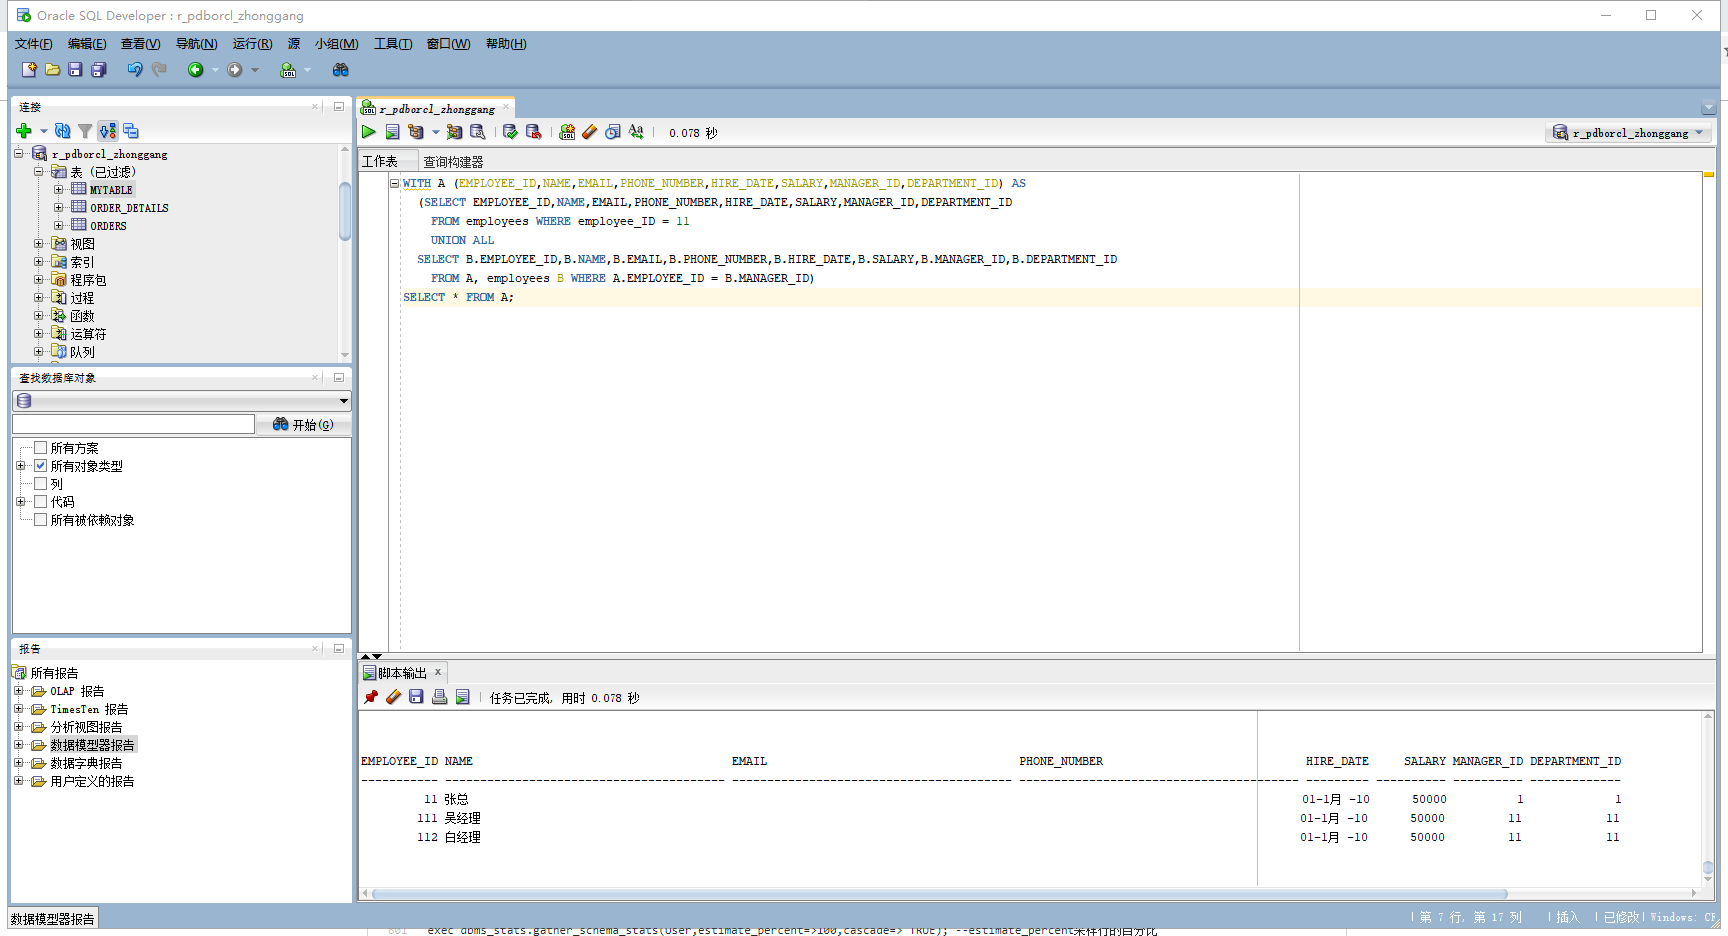 Oracle SQL Developer : r_pdborcl_zhonggang
文件(F) 编辑(E) 查看(V) 导航(N) 运行(R) 源 小组(M) 工具(T) 窗口(W) 帮助(H)
连接
r_pdborcl_zhonggang
表 (已过滤)
MYTABLE
ORDER_DETAILS
ORDERS
视图
索引
程序包
过程
函数
运算符
队列
查找数据库对象
开始(G)
所有方案
所有对象类型
列
代码
所有被依赖对象
报告
所有报告
OLAP 报告
TimesTen 报告
分析视图报告
数据模型器报告
数据字典报告
用户定义的报告
数据模型器报告
r_pdborcl_zhonggang
0.078 秒
r_pdborcl_zhonggang
工作表 查询构建器
WITH A (EMPLOYEE_ID,NAME,EMAIL,PHONE_NUMBER,HIRE_DATE,SALARY,MANAGER_ID,DEPARTMENT_ID) AS
(SELECT EMPLOYEE_ID,NAME,EMAIL,PHONE_NUMBER,HIRE_DATE,SALARY,MANAGER_ID,DEPARTMENT_ID
FROM employees WHERE employee_ID = 11
UNION ALL
SELECT B.EMPLOYEE_ID,B.NAME,B.EMAIL,B.PHONE_NUMBER,B.HIRE_DATE,B.SALARY,B.MANAGER_ID,B.DEPARTMENT_ID
FROM A, employees B WHERE A.EMPLOYEE_ID = B.MANAGER_ID)
SELECT * FROM A;
脚本输出
任务已完成, 用时 0.078 秒
EMPLOYEE_ID NAME EMAIL PHONE_NUMBER HIRE_DATE SALARY MANAGER_ID DEPARTMENT_ID
11 张总 01-1月 -10 50000 1 1
111 吴经理 01-1月 -10 50000 11 11
112 白经理 01-1月 -10 50000 11 11
第 7 行, 第 17 列 插入 已修改 Windows: CF
801 exec dbms_stats.gather_schema_stats(User,estimate_percent=>100,cascade=> TRUE); --estimate_percent采样行的百分比